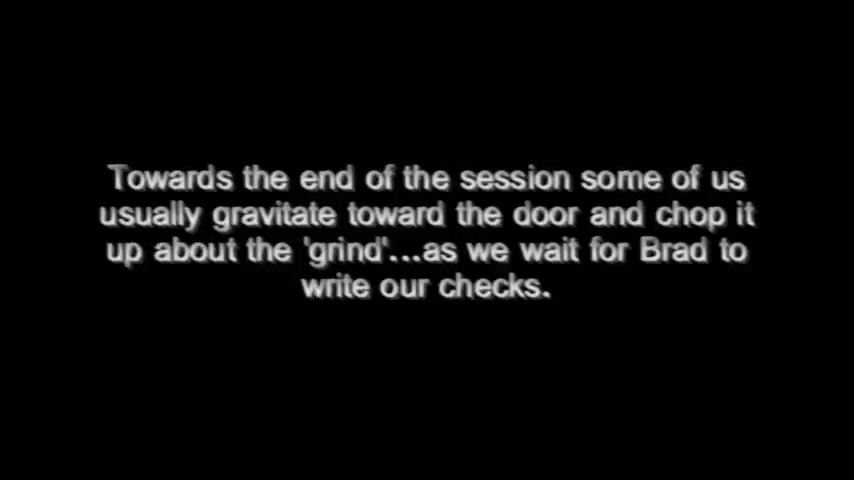 Towards the end of the session some of us
usually gravitate toward the door and chop it
up about the 'grind'...as we wait for Brad to
write our checks.